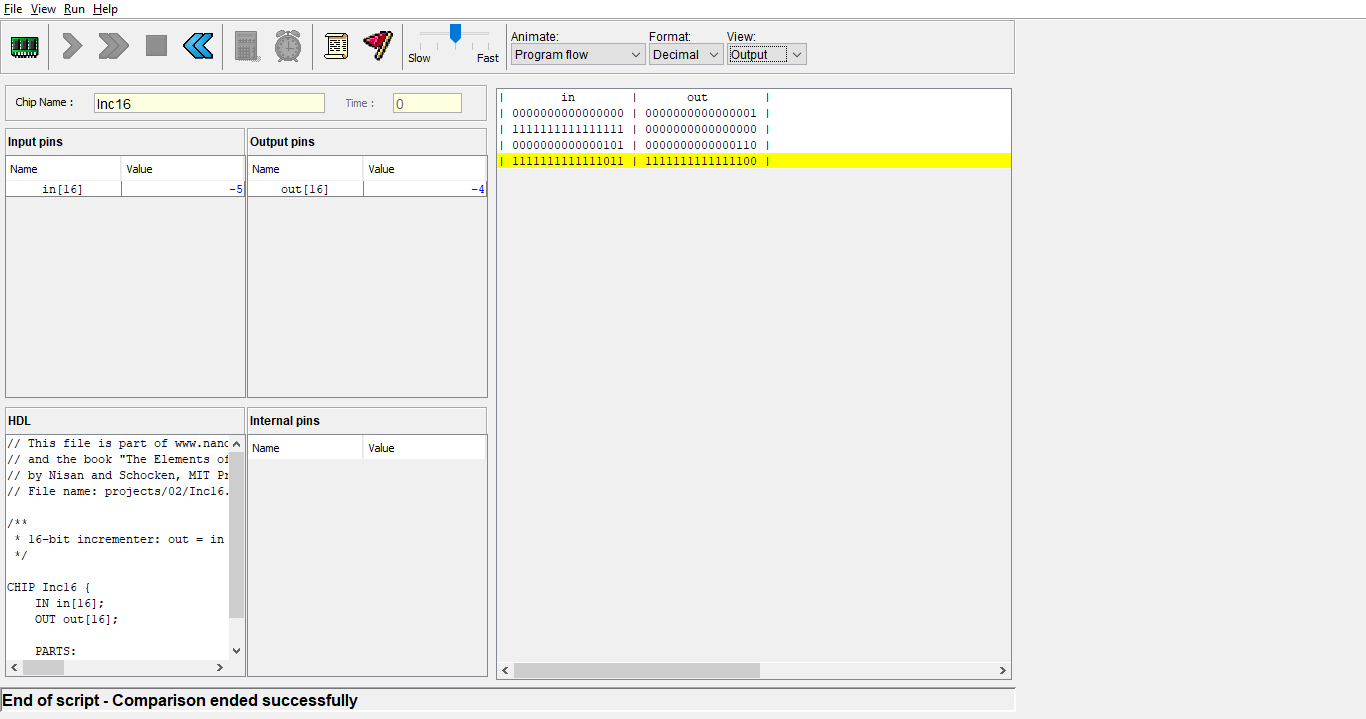 File View Run Help
Animate: Format: View:
Slow Fast Program flow Decimal Output
Chip Name : Inc16 Time : 0
Input pins
Name Value
in[16] -5
Output pins
Name Value
out[16] -4
HDL
// This file is part of www.nand
// and the book "The Elements of
// by Nisan and Schocken, MIT Pr
// File name: projects/02/Inc16.
/**
* 16-bit incrementer: out = in
*/
CHIP Inc16 {
IN in[16];
OUT out[16];
PARTS:
Internal pins
Name Value
| in | out |
| 0000000000000000 | 0000000000000001 |
| 1111111111111111 | 0000000000000000 |
| 0000000000000101 | 0000000000000110 |
| 1111111111111011 | 1111111111111100 |
End of script - Comparison ended successfully